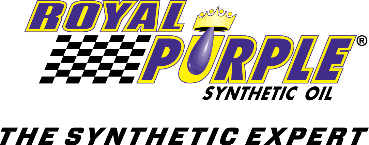 ROYAL
PURPLE®
SYNTHETIC OIL
THE SYNTHETIC EXPERT